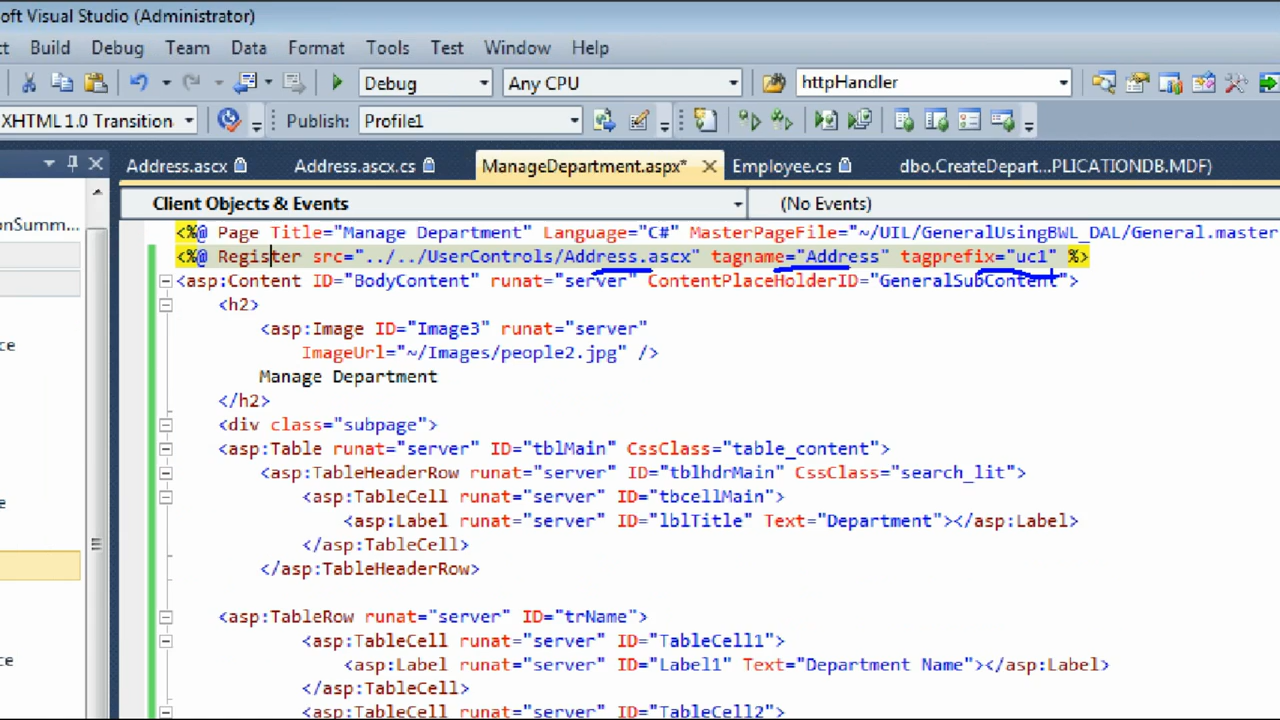 oft Visual Studio (Administrator)
ct Build Debug Team Data Format Tools Test Window Help
Debug Any CPU httpHandler
XHTML 1.0 Transition Publish: Profile1
Address.ascx Address.ascx.cs ManageDepartment.aspx* Employee.cs dbo.CreateDepart...PLICATIONDB.MDF)
Client Objects & Events (No Events)
onSumm...
ce
e
ce
<%@ Page Title="Manage Department" Language="C#" MasterPageFile="~/UIL/GeneralUsingBWL_DAL/General.master
<%@ Register src="../../UserControls/Address.ascx" tagname="Address" tagprefix="uc1" %>
<asp:Content ID="BodyContent" runat="server" ContentPlaceHolderID="GeneralSubContent">
<h2>
<asp:Image ID="Image3" runat="server"
ImageUrl="~/Images/people2.jpg" />
Manage Department
</h2>
<div class="subpage">
<asp:Table runat="server" ID="tblMain" CssClass="table_content">
<asp:TableHeaderRow runat="server" ID="tblhdrMain" CssClass="search_lit">
<asp:TableCell runat="server" ID="tbcellMain">
<asp:Label runat="server" ID="lblTitle" Text="Department"></asp:Label>
</asp:TableCell>
</asp:TableHeaderRow>
<asp:TableRow runat="server" ID="trName">
<asp:TableCell runat="server" ID="TableCell1">
<asp:Label runat="server" ID="Label1" Text="Department Name"></asp:Label>
</asp:TableCell>
<asp:TableCell runat="server" ID="TableCell2">